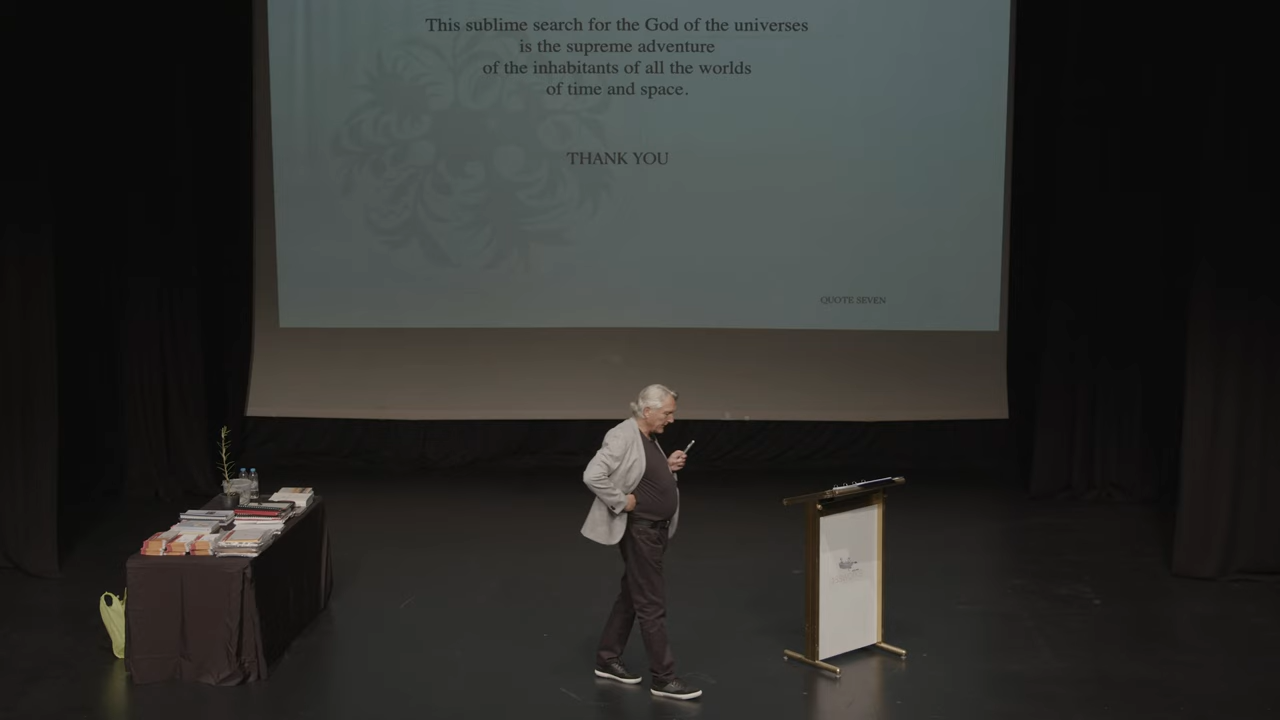 This sublime search for the God of the universes
is the supreme adventure
of the inhabitants of all the worlds
of time and space.
THANK YOU
QUOTE SEVEN